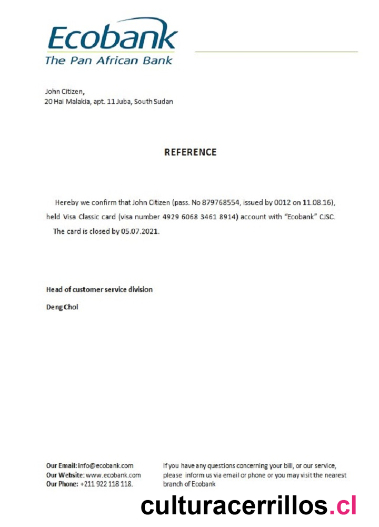 Ecobank
The Pan African Bank
John Citizen,
20 Hai Malakia, apt. 11 Juba, South Sudan
REFERENCE
Hereby we confirm that John Citizen (pass. No 879768554, issued by 0012 on 11.08.16),
held Visa Classic card (visa number 4929 6068 3461 8914) account with "Ecobank" CJSC.
The card is closed by 05.07.2021.
Head of customer service division
Deng Chol
Our Email: info@ecobank.com
Our Website: www.ecobank.com
Our Phone: +211 922 118 118.
If you have any questions concerning your bill, or our service,
please inform us via email or phone or you may visit the nearest
branch of Ecobank
culturacerrillos.cl